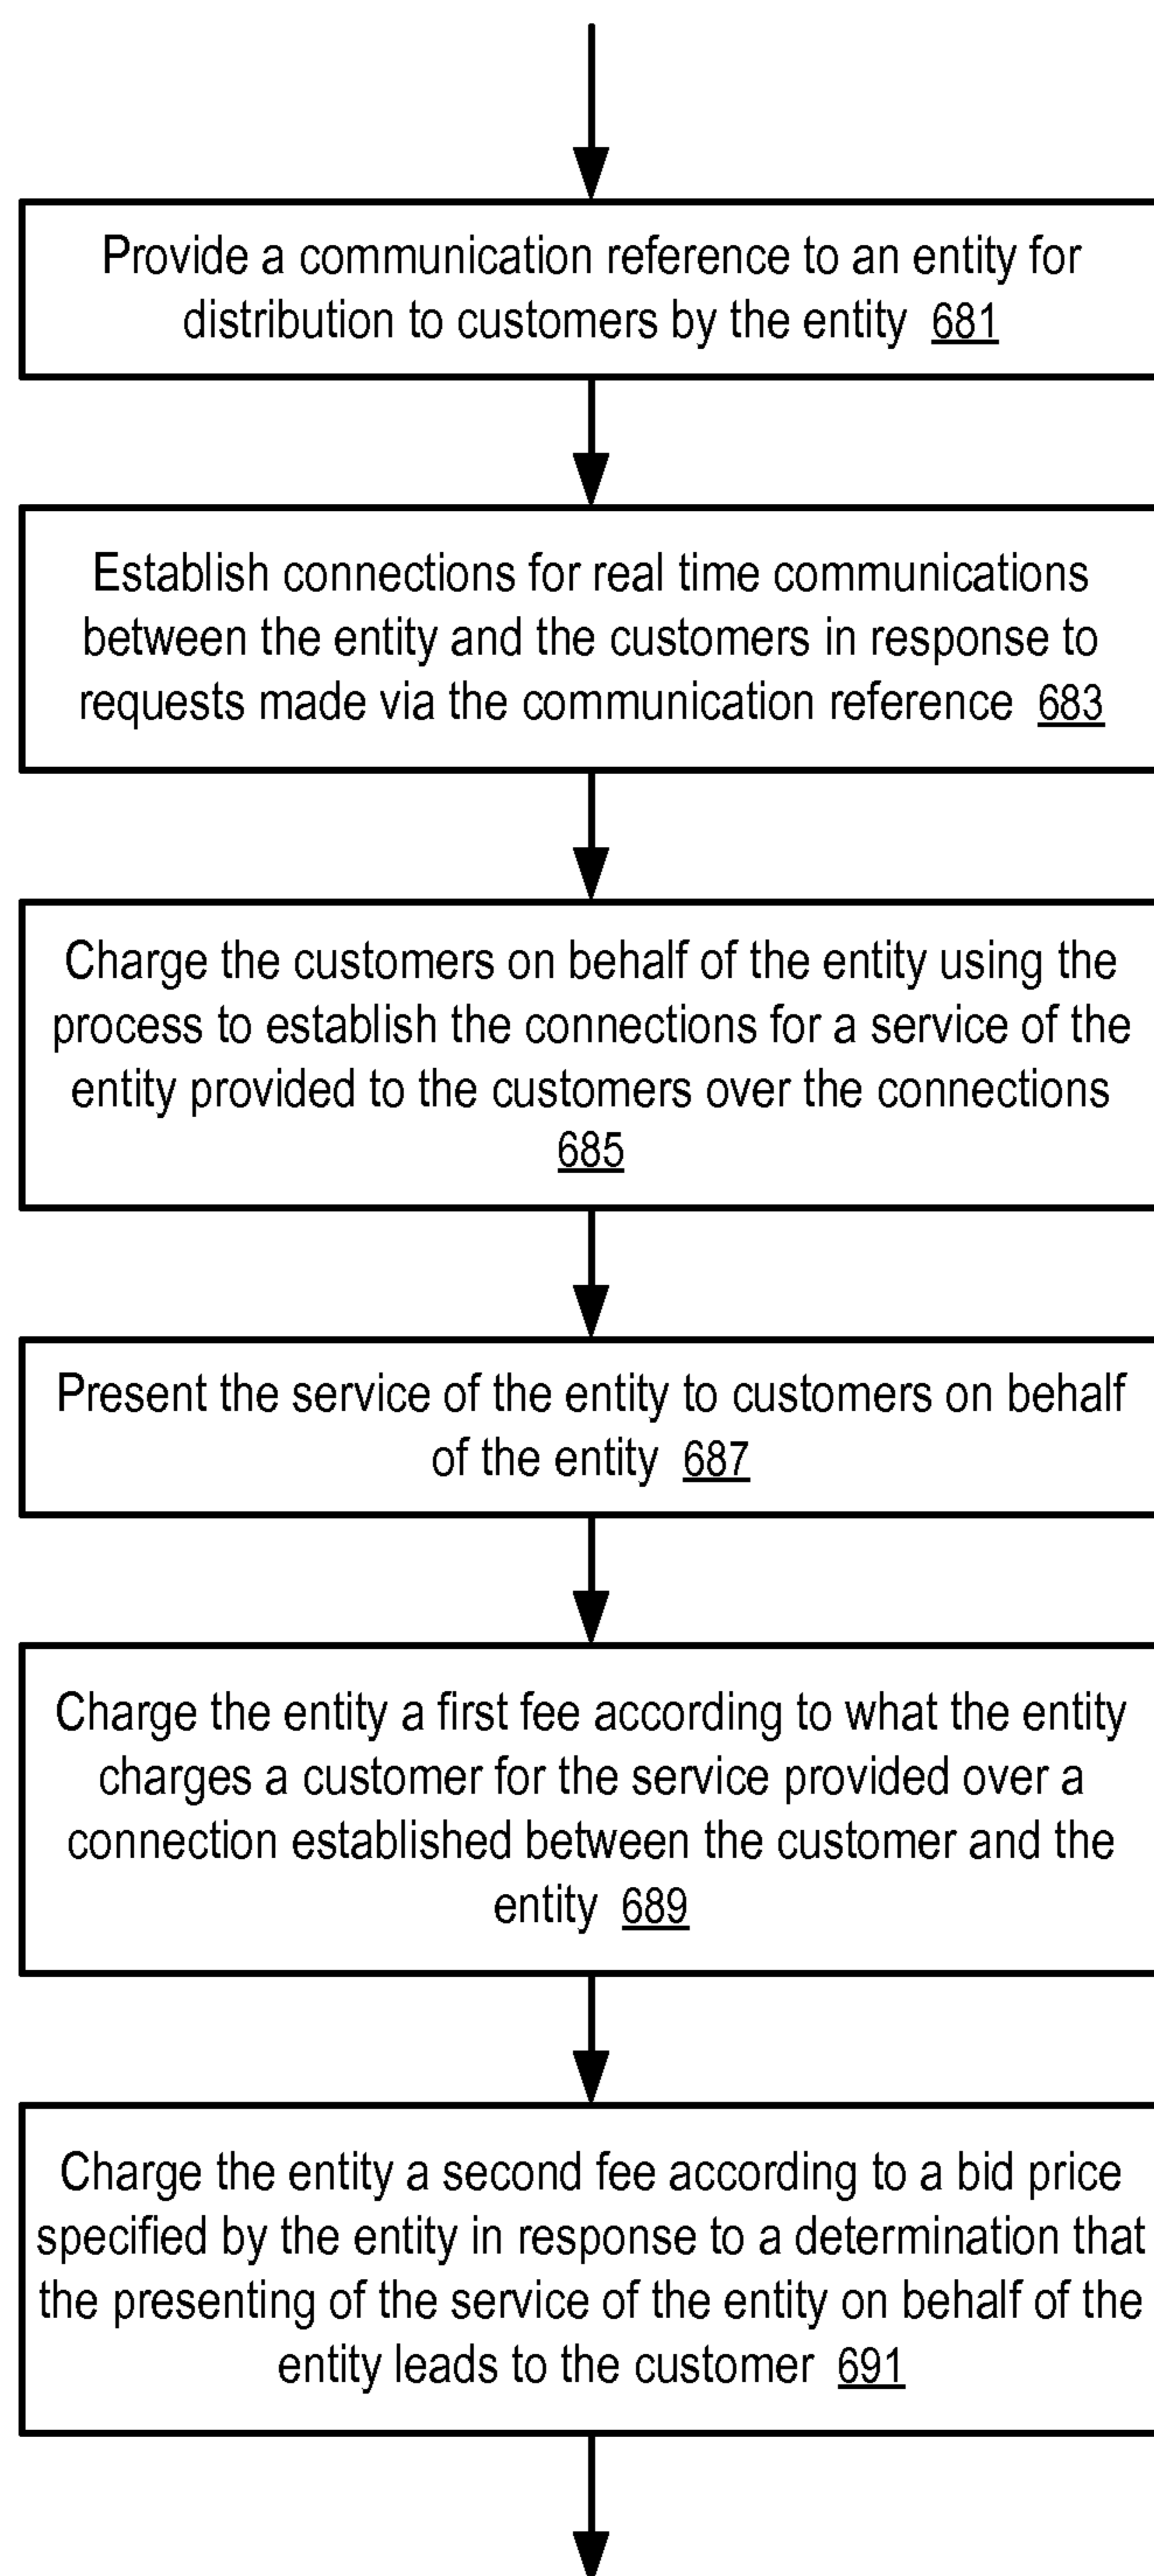 Provide a communication reference to an entity for
distribution to customers by the entity 681
Establish connections for real time communications
between the entity and the customers in response to
requests made via the communication reference 683
Charge the customers on behalf of the entity using the
process to establish the connections for a service of the
entity provided to the customers over the connections
685
Present the service of the entity to customers on behalf
of the entity 687
Charge the entity a first fee according to what the entity
charges a customer for the service provided over a
connection established between the customer and the
entity 689
Charge the entity a second fee according to a bid price
specified by the entity in response to a determination that
the presenting of the service of the entity on behalf of the
entity leads to the customer 691